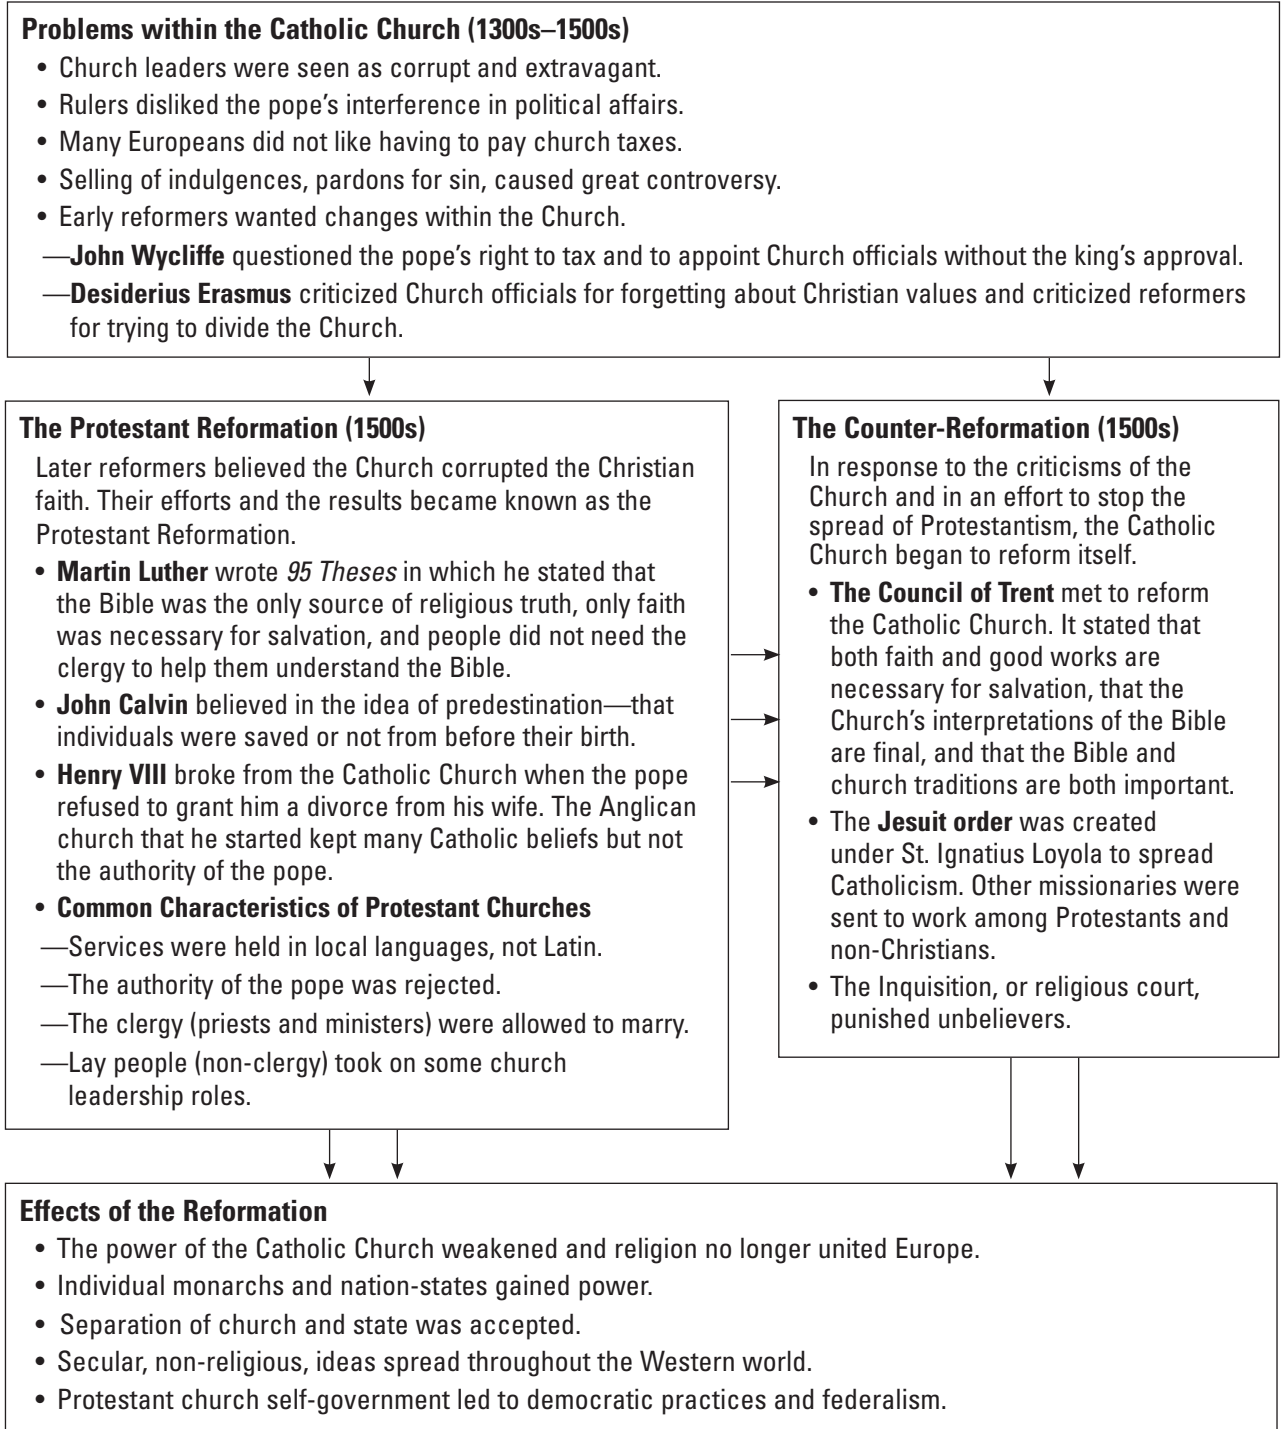 Problems within the Catholic Church (1300s–1500s)
• Church leaders were seen as corrupt and extravagant.
• Rulers disliked the pope's interference in political affairs.
• Many Europeans did not like having to pay church taxes.
• Selling of indulgences, pardons for sin, caused great controversy.
• Early reformers wanted changes within the Church.
—John Wycliffe questioned the pope's right to tax and to appoint Church officials without the king's approval.
—Desiderius Erasmus criticized Church officials for forgetting about Christian values and criticized reformers
for trying to divide the Church.
The Protestant Reformation (1500s)
Later reformers believed the Church corrupted the Christian
faith. Their efforts and the results became known as the
Protestant Reformation.
• Martin Luther wrote 95 Theses in which he stated that
the Bible was the only source of religious truth, only faith
was necessary for salvation, and people did not need the
clergy to help them understand the Bible.
• John Calvin believed in the idea of predestination—that
individuals were saved or not from before their birth.
• Henry VIII broke from the Catholic Church when the pope
refused to grant him a divorce from his wife. The Anglican
church that he started kept many Catholic beliefs but not
the authority of the pope.
• Common Characteristics of Protestant Churches
—Services were held in local languages, not Latin.
—The authority of the pope was rejected.
—The clergy (priests and ministers) were allowed to marry.
—Lay people (non-clergy) took on some church
leadership roles.
The Counter-Reformation (1500s)
In response to the criticisms of the
Church and in an effort to stop the
spread of Protestantism, the Catholic
Church began to reform itself.
• The Council of Trent met to reform
the Catholic Church. It stated that
both faith and good works are
necessary for salvation, that the
Church's interpretations of the Bible
are final, and that the Bible and
church traditions are both important.
• The Jesuit order was created
under St. Ignatius Loyola to spread
Catholicism. Other missionaries were
sent to work among Protestants and
non-Christians.
• The Inquisition, or religious court,
punished unbelievers.
Effects of the Reformation
• The power of the Catholic Church weakened and religion no longer united Europe.
• Individual monarchs and nation-states gained power.
• Separation of church and state was accepted.
• Secular, non-religious, ideas spread throughout the Western world.
• Protestant church self-government led to democratic practices and federalism.